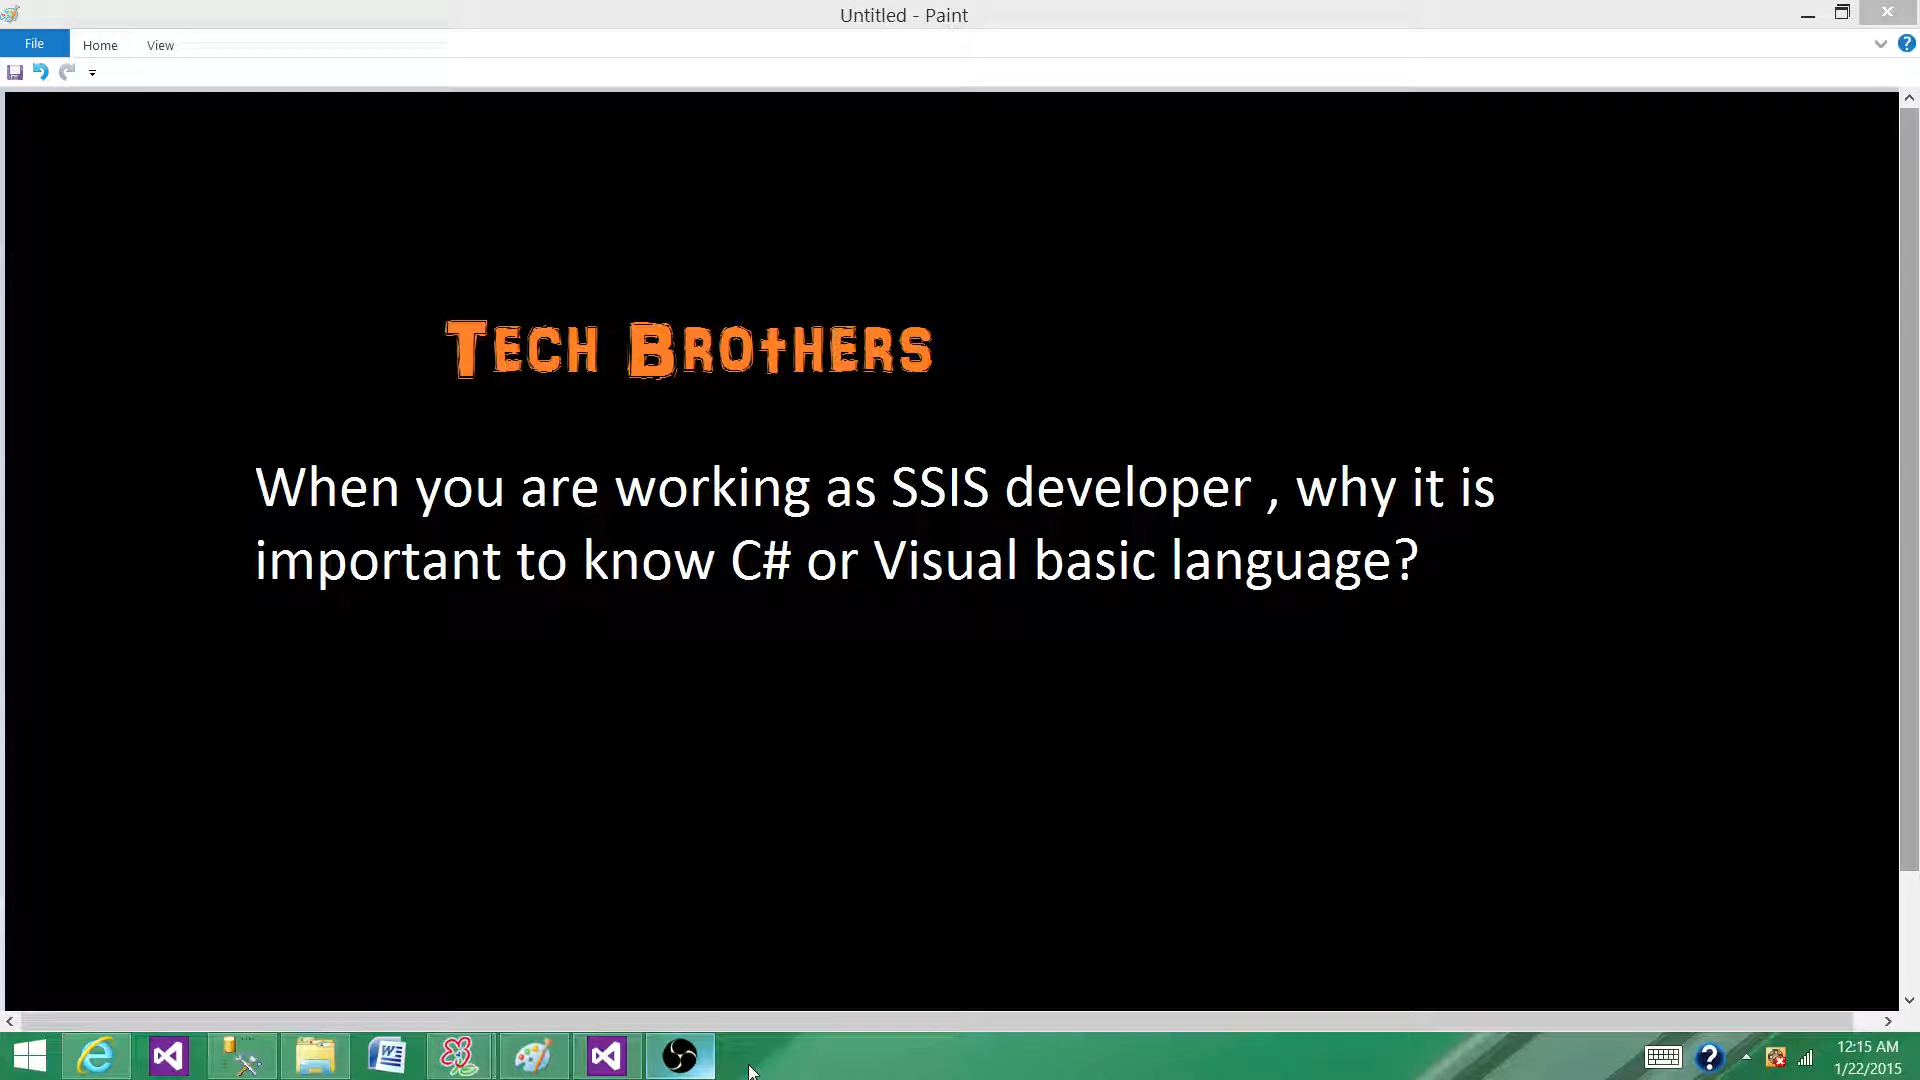 Untitled - Paint
File Home View
Tech Brothers
When you are working as SSIS developer , why it is
important to know C# or Visual basic language?
12:15 AM
1/22/2015